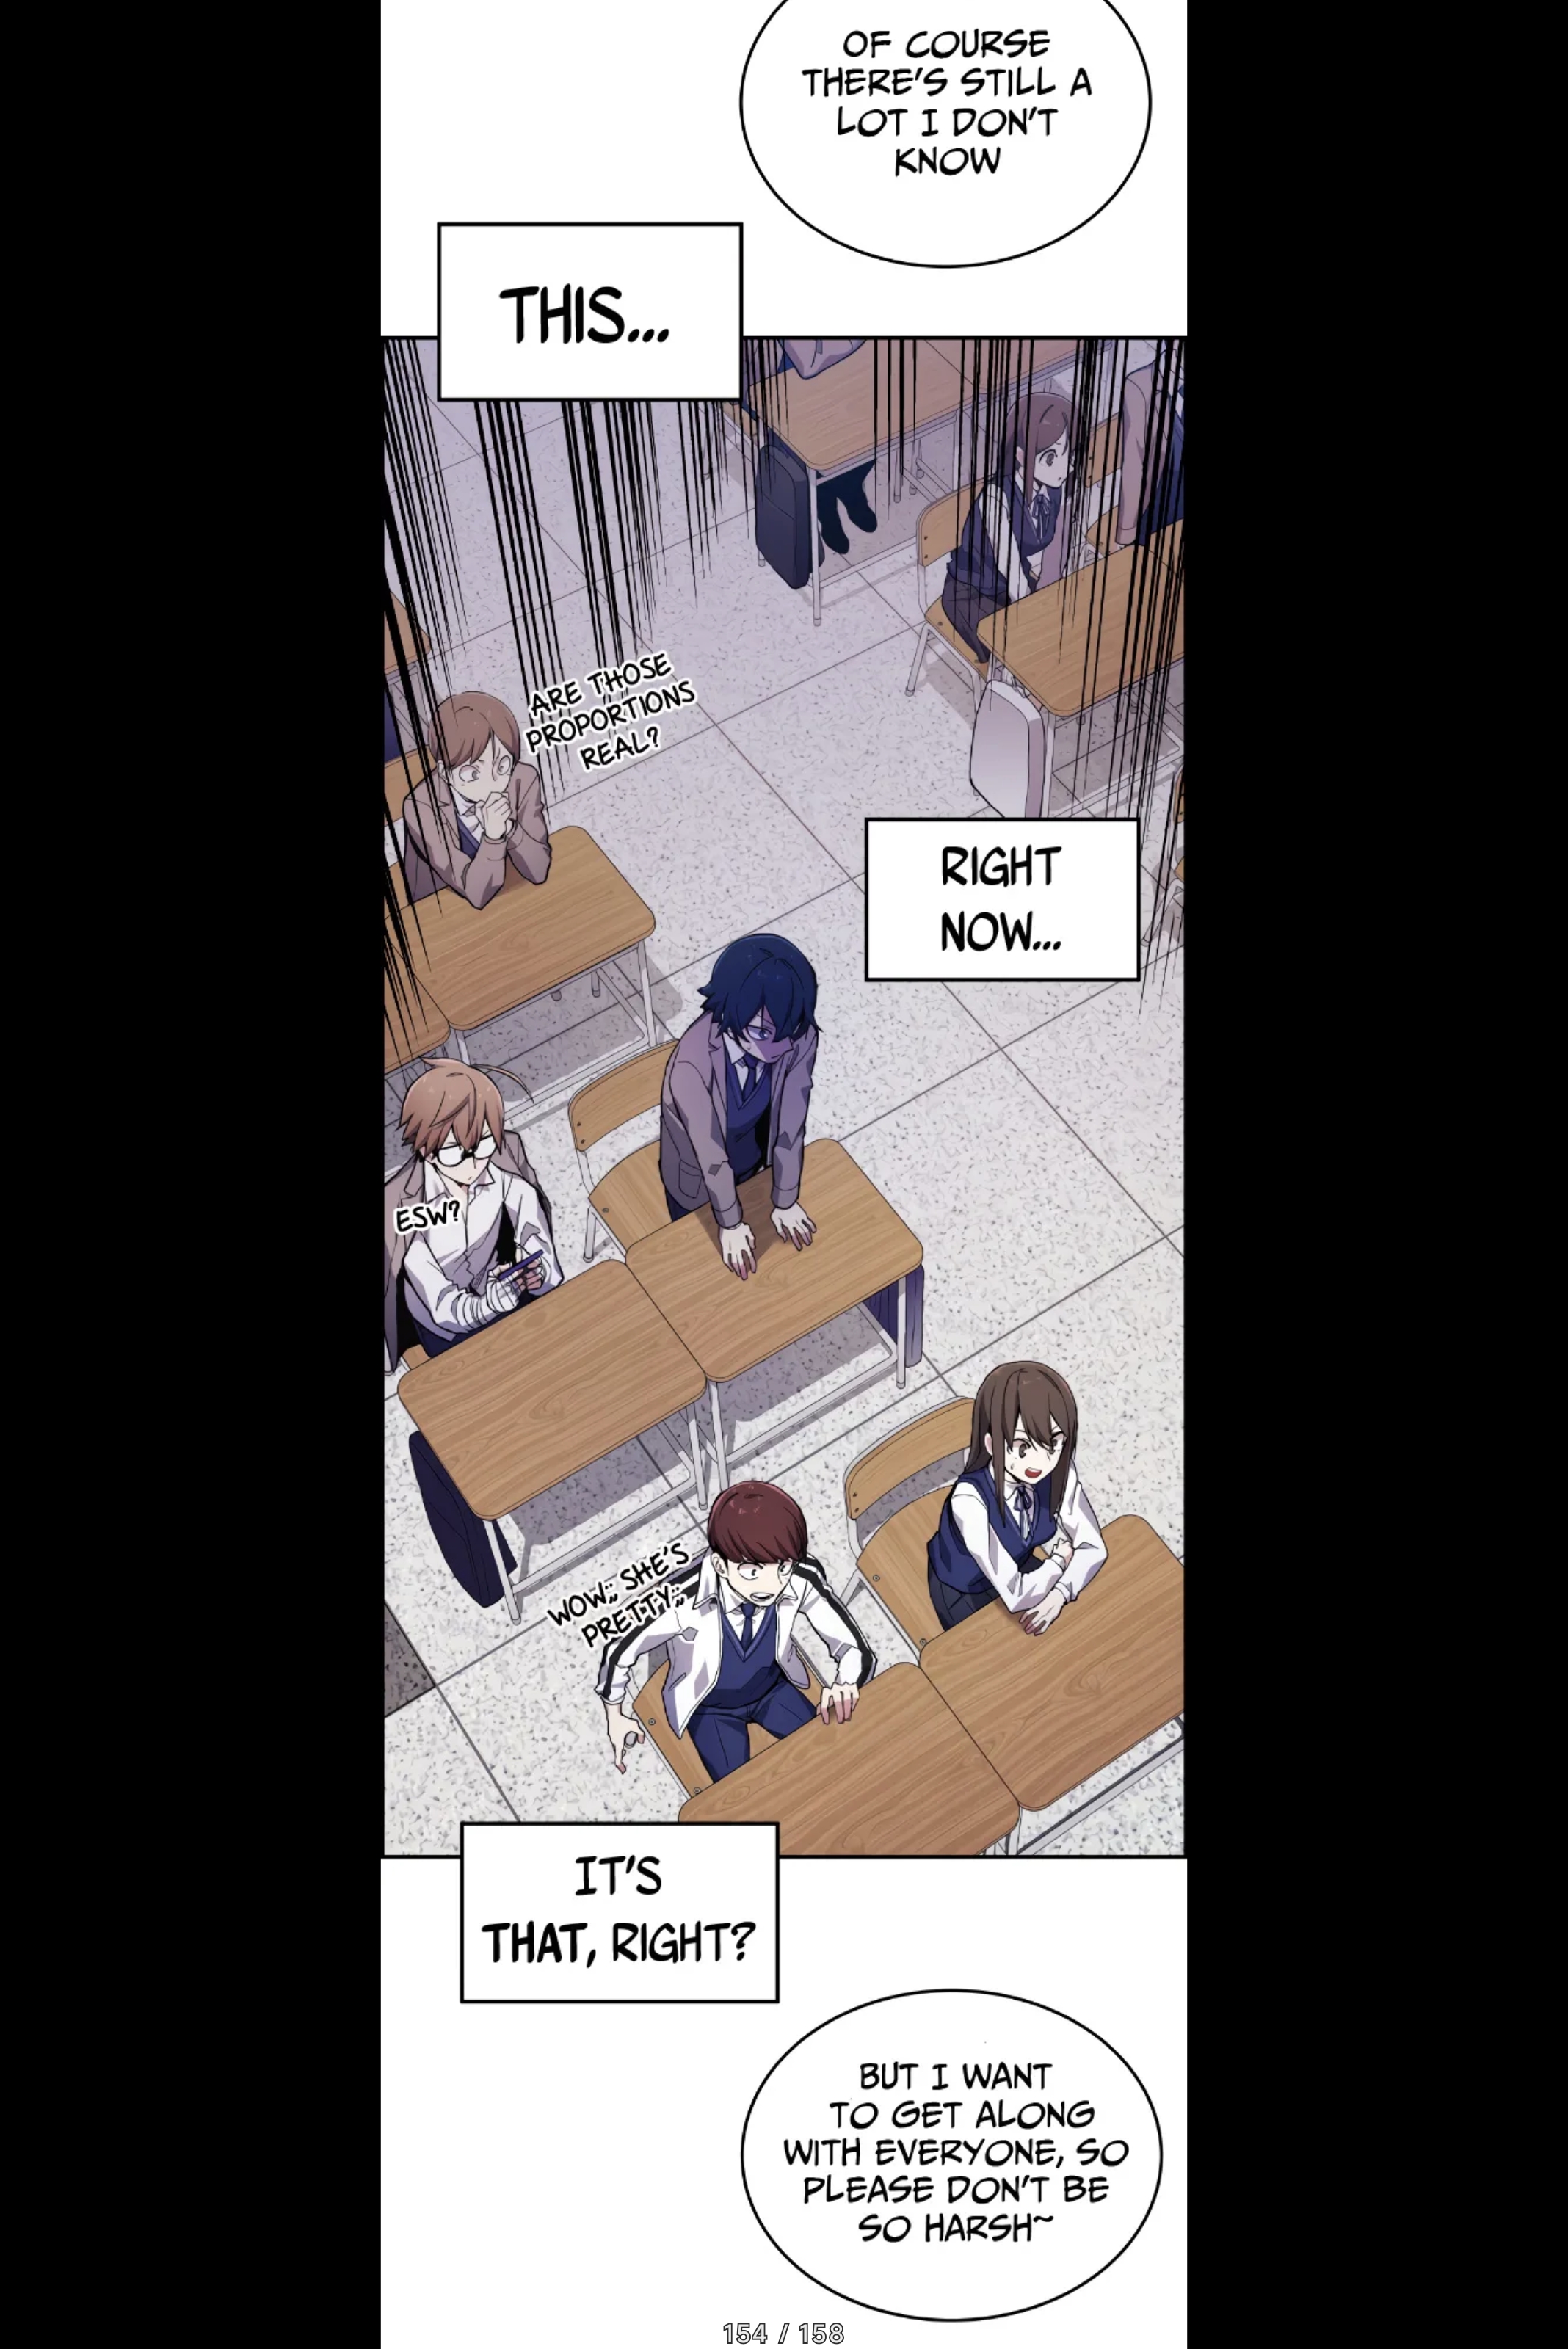 OF COURSE
THERE'S STILL A
LOT I DON'T
KNOW
THIS...
ARE THOSE
PROPORTIONS
REAL?
RIGHT
NOW...
ESW?
WOW;; SHE'S
PRETTY;;
IT'S
THAT, RIGHT?
BUT I WANT
TO GET ALONG
WITH EVERYONE, SO
PLEASE DON'T BE
SO HARSH~
154 / 158